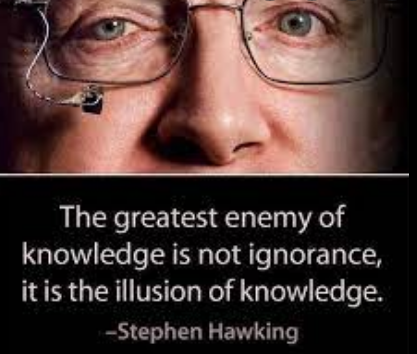 The greatest enemy of
knowledge is not ignorance,
it is the illusion of knowledge.
–Stephen Hawking